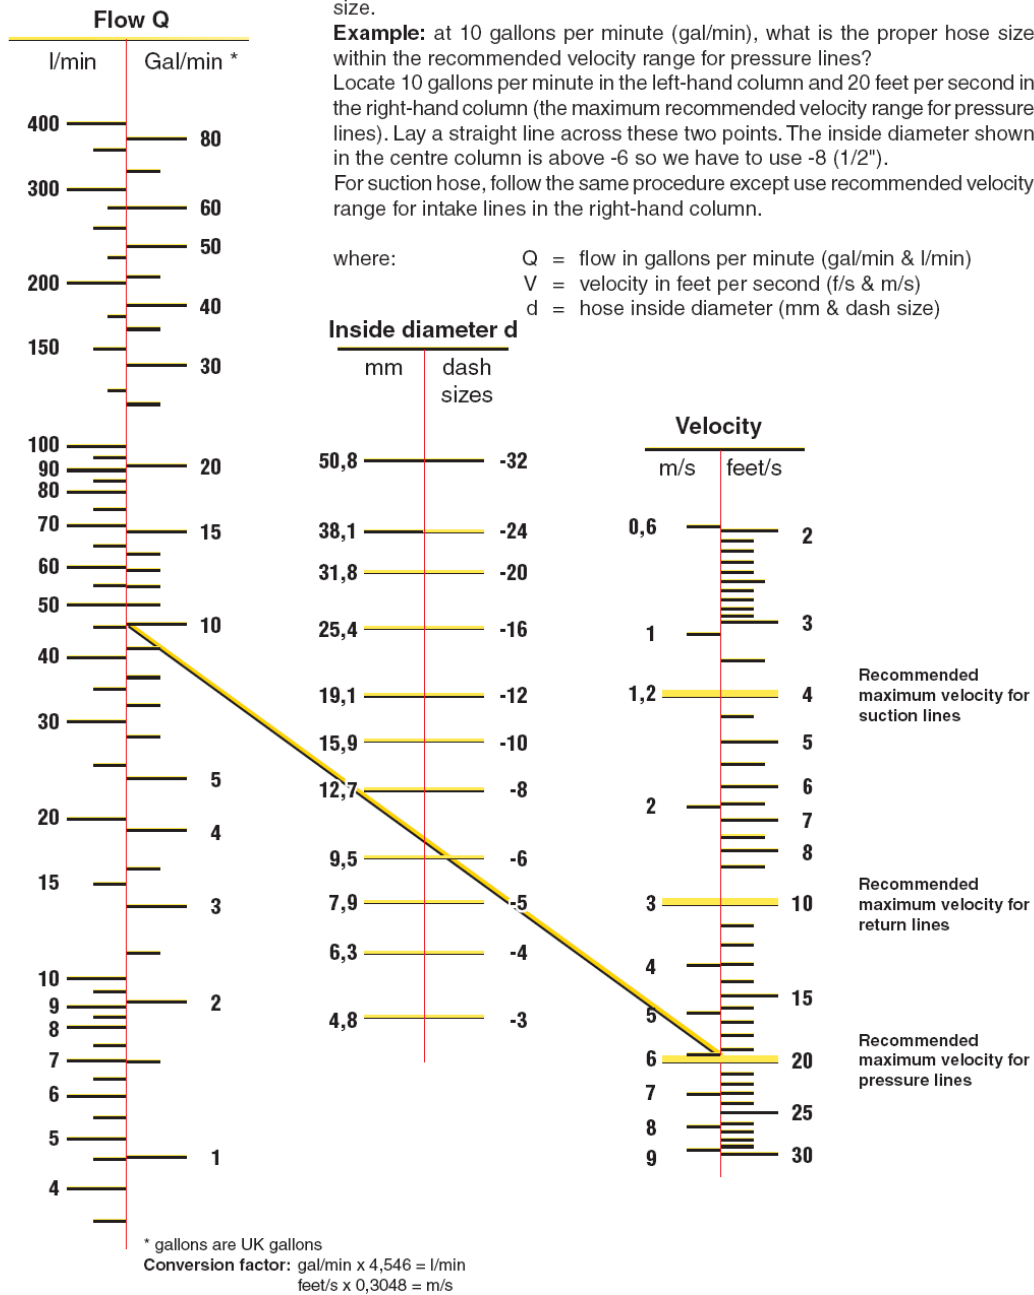 size.
Example: at 10 gallons per minute (gal/min), what is the proper hose size
within the recommended velocity range for pressure lines?
Locate 10 gallons per minute in the left-hand column and 20 feet per second in
the right-hand column (the maximum recommended velocity range for pressure
lines). Lay a straight line across these two points. The inside diameter shown
in the centre column is above -6 so we have to use -8 (1/2").
For suction hose, follow the same procedure except use recommended velocity
range for intake lines in the right-hand column.
where:
Q = flow in gallons per minute (gal/min & l/min)
V = velocity in feet per second (f/s & m/s)
d = hose inside diameter (mm & dash size)
Flow Q
l/min Gal/min *
400
80
300
60
50
200
40
150
30
100
90
20
80
70
15
60
50
10
40
30
5
20
4
15
3
10
9
2
8
7
6
5
1
4
Inside diameter d
mm dash
sizes
50,8 -32
38,1 -24
31,8 -20
25,4 -16
19,1 -12
15,9 -10
12,7 -8
9,5 -6
7,9 -5
6,3 -4
4,8 -3
Velocity
m/s feet/s
0,6 2
3
1
1,2 4
Recommended
maximum velocity for
suction lines
5
6
2
7
8
3 10
Recommended
maximum velocity for
return lines
4
15
5
6 20
Recommended
maximum velocity for
pressure lines
7
25
8
9 30
* gallons are UK gallons
Conversion factor: gal/min x 4,546 = l/min
feet/s x 0,3048 = m/s